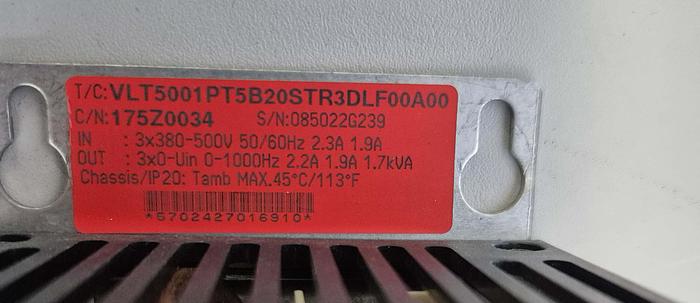 T/C:VLT5001PT5B20STR3DLF00A00
C/N:175Z0034 S/N:085022G239
IN : 3x380-500V 50/60Hz 2.3A 1.9A
OUT : 3x0-Uin 0-1000Hz 2.2A 1.9A 1.7kVA
Chassis/IP20: Tamb MAX.45°C/113°F
*5702427016910*